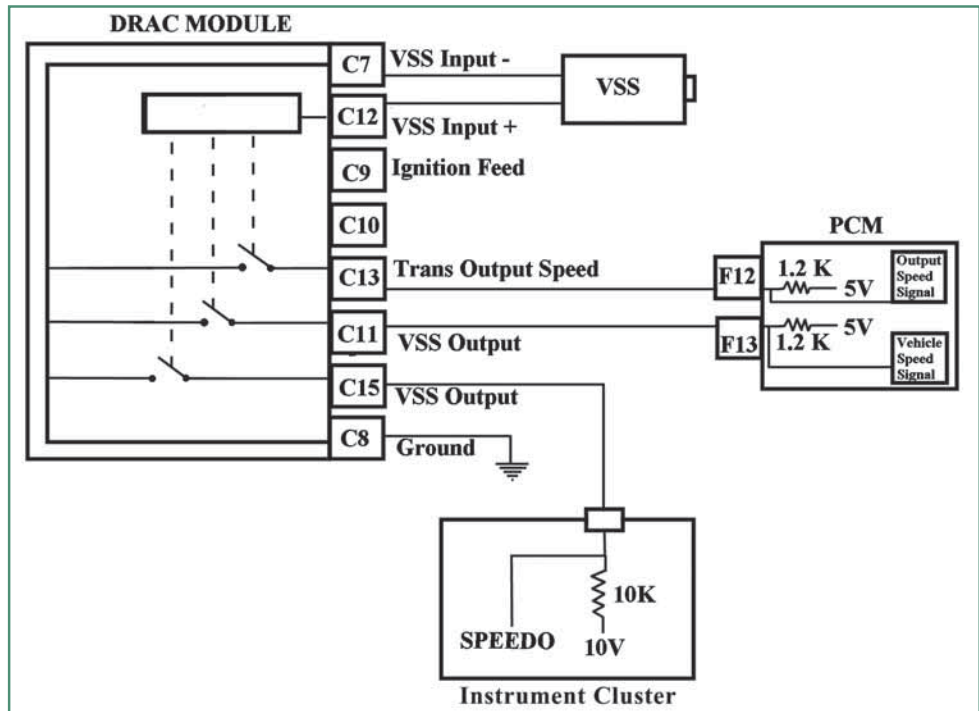 DRAC MODULE
C7
VSS Input -
VSS
C12
VSS Input +
C9
Ignition Feed
C10
PCM
C13
Trans Output Speed
F12
1.2 K
5V
Output
Speed
Signal
C11
VSS Output
F13
1.2 K
5V
Vehicle
Speed
Signal
C15
VSS Output
C8
Ground
10K
SPEEDO
10V
Instrument Cluster